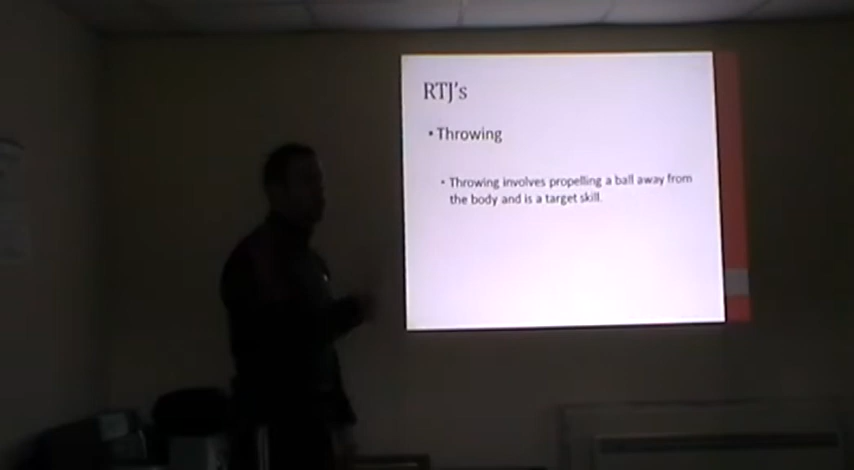 RTJ's
• Throwing
• Throwing involves propelling a ball away from
the body and is a target skill.